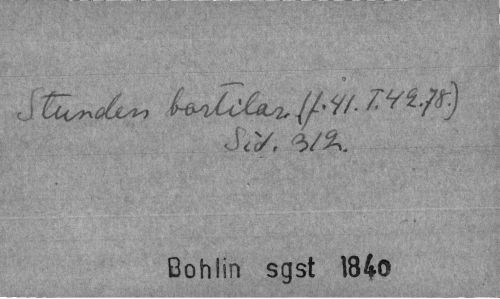 Stunden bortilar. (f. 41. T. 42. 78.)
Sid. 312.
Bohlin sgst 1840